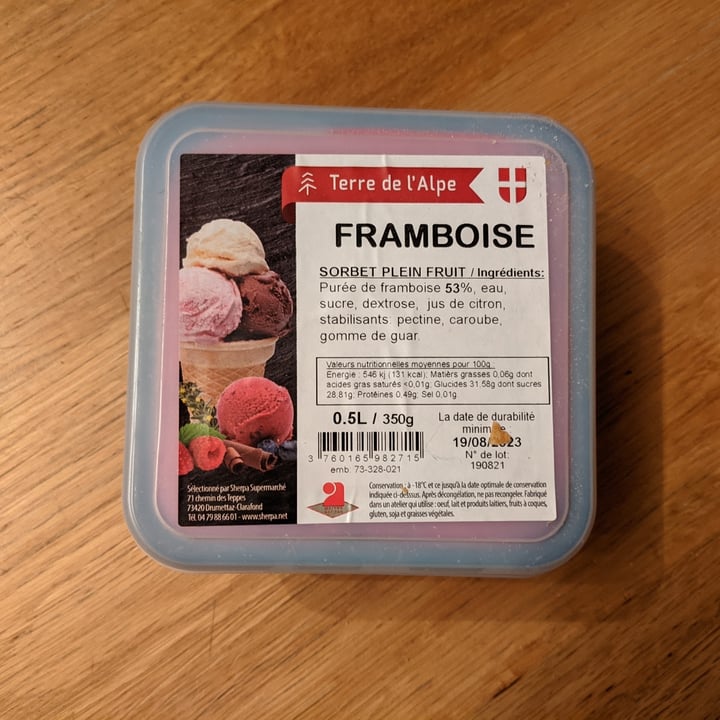 Terre de l'Alpe
FRAMBOISE
SORBET PLEIN FRUIT / Ingrédients:
Purée de framboise 53%, eau,
sucre, dextrose, jus de citron,
stabilisants: pectine, caroube,
gomme de guar.
Valeurs nutritionnelles moyennes pour 100g
Energie : 546 kj (131 kcal); Matièrs grasses 0,06g dont
acides gras saturés <0,01g; Glucides 31.58g dont sucres
28,81g; Protéines 0.49g; Sel 0,01g
0.5L / 350g
3 760165 982715
emb. 73-328-021
La date de durabilité
minimale
19/08/2023
N° de lot:
190821
Sélectionné par Sherpa Supermarché
71 chemin des Teppes
73420 Drumettaz-Clarafond
Tél. 04 79 88 66 01 - www.sherpa.net
Conservation : à -18°C et ce jusqu'à la date optimale de conservation
indiquée ci-dessus. Après décongélation, ne pas recongeler. Fabriqué
dans un atelier qui utilise : oeuf, lait et produits laitiers, fruits à coques,
gluten, soja et graisses végétales.